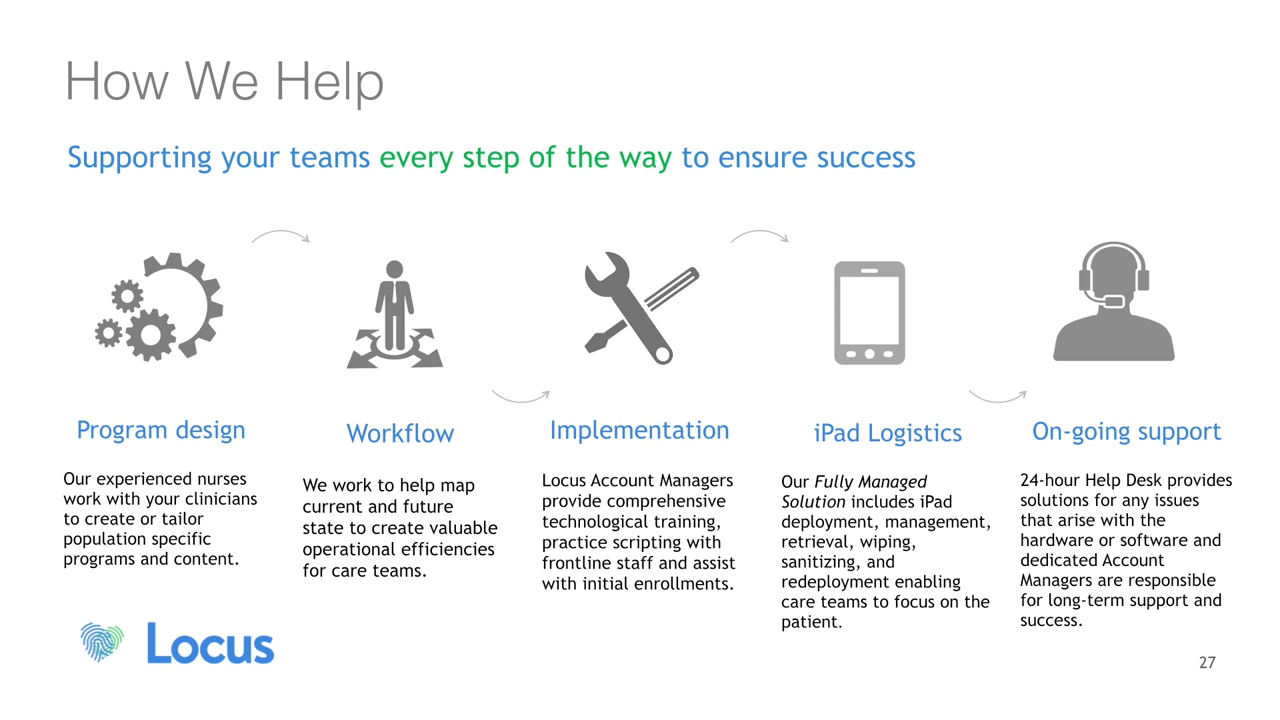 How We Help
Supporting your teams every step of the way to ensure success
Program design
Our experienced nurses
work with your clinicians
to create or tailor
population specific
programs and content.
Workflow
We work to help map
current and future
state to create valuable
operational efficiencies
for care teams.
Implementation
Locus Account Managers
provide comprehensive
technological training,
practice scripting with
frontline staff and assist
with initial enrollments.
iPad Logistics
Our Fully Managed
Solution includes iPad
deployment, management,
retrieval, wiping,
sanitizing, and
redeployment enabling
care teams to focus on the
patient.
On-going support
24-hour Help Desk provides
solutions for any issues
that arise with the
hardware or software and
dedicated Account
Managers are responsible
for long-term support and
success.
Locus
27